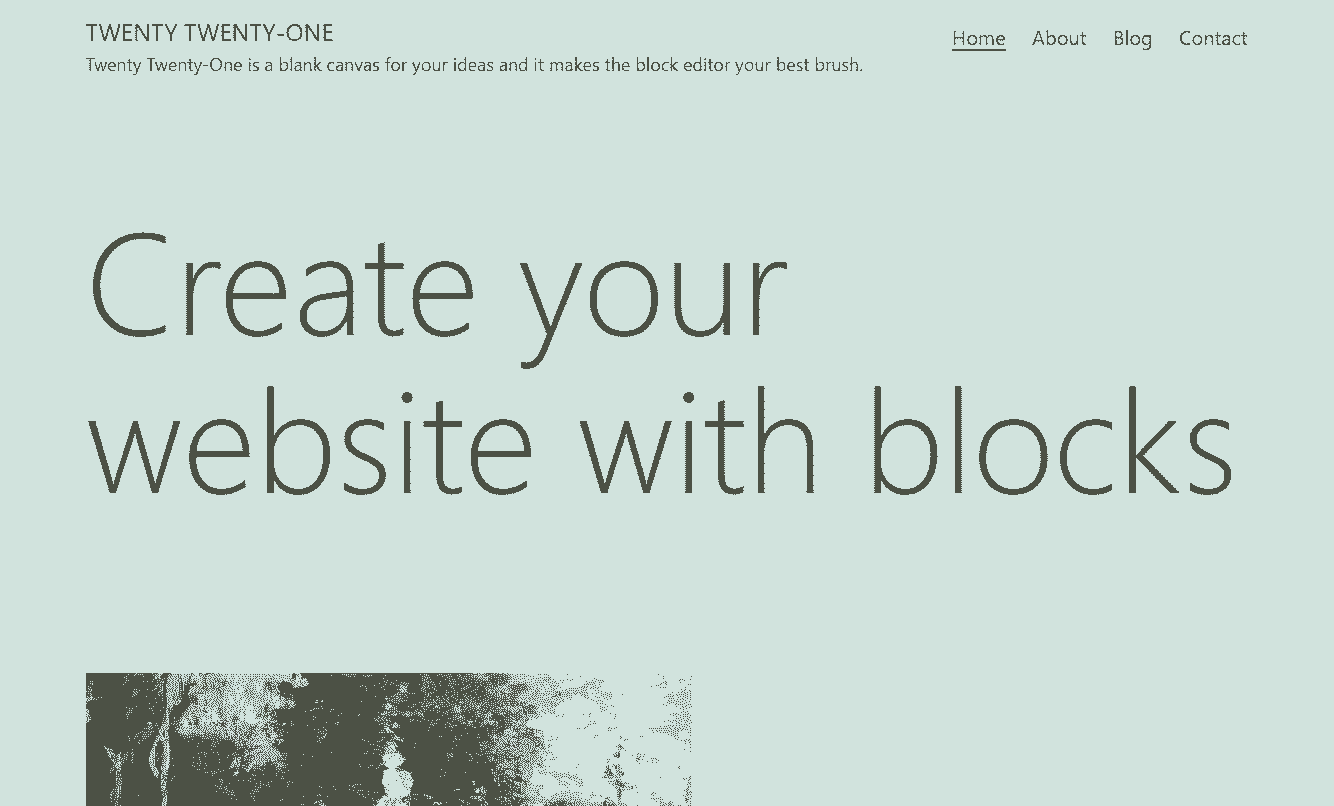 TWENTY TWENTY-ONE
Twenty Twenty-One is a blank canvas for your ideas and it makes the block editor your best brush.
Home About Blog Contact
Create your
website with blocks